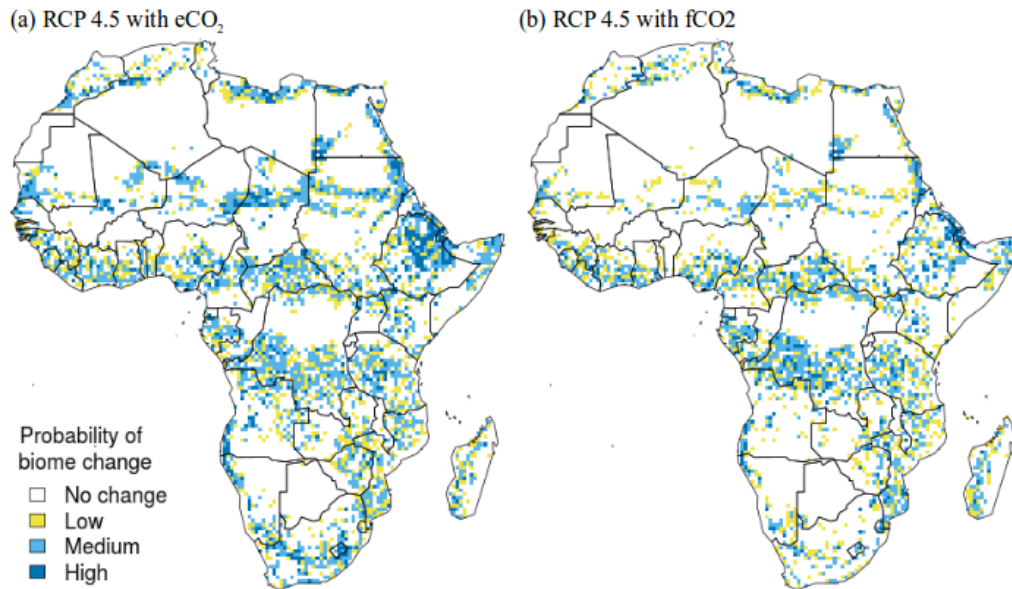 (a) RCP 4.5 with eCO₂
(b) RCP 4.5 with fCO2
Probability of
biome change
No change
Low
Medium
High